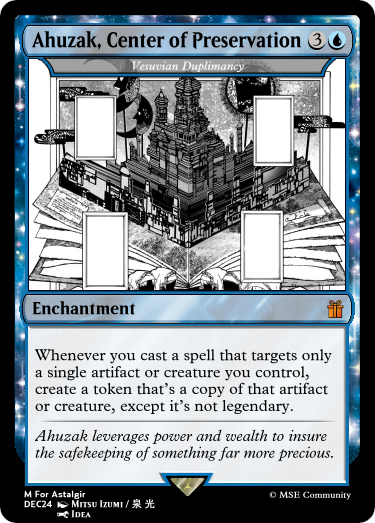 Ahuzak, Center of Preservation 3
Vesuvian Duplimancy
Enchantment
Whenever you cast a spell that targets only
a single artifact or creature you control,
create a token that's a copy of that artifact
or creature, except it's not legendary.
Ahuzak leverages power and wealth to insure
the safekeeping of something far more precious.
M For Astalgir
DEC24 Mitsu Izumi / 泉 光
Idea
© MSE Community